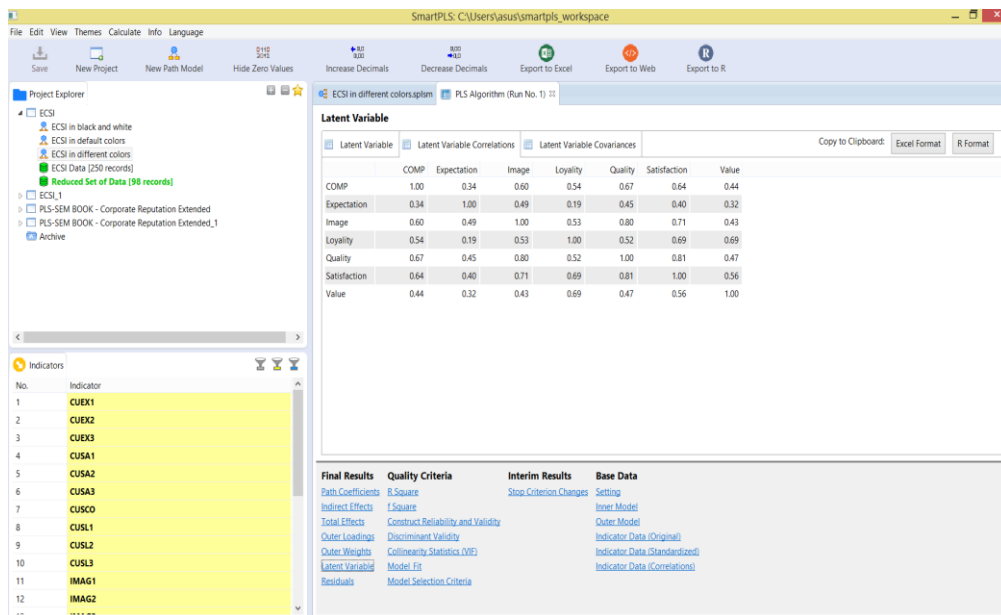 SmartPLS: C:\Users\asus\smartpls_workspace
File Edit View Themes Calculate Info Language
Save New Project New Path Model Hide Zero Values Increase Decimals Decrease Decimals Export to Excel Export to Web Export to R
Project Explorer
ECSI
ECSI in black and white
ECSI in default colors
ECSI in different colors
ECSI Data [250 records]
Reduced Set of Data [98 records]
ECSI_1
PLS-SEM BOOK - Corporate Reputation Extended
PLS-SEM BOOK - Corporate Reputation Extended_1
Archive
Indicators
No. Indicator
1 CUEX1
2 CUEX2
3 CUEX3
4 CUSA1
5 CUSA2
6 CUSA3
7 CUSCO
8 CUSL1
9 CUSL2
10 CUSL3
11 IMAG1
12 IMAG2
ECSI in different colors.splsm PLS Algorithm (Run No. 1)
Latent Variable
Latent Variable Latent Variable Correlations Latent Variable Covariances Copy to Clipboard: Excel Format R Format
COMP Expectation Image Loyality Quality Satisfaction Value
COMP 1.00 0.34 0.60 0.54 0.67 0.64 0.44
Expectation 0.34 1.00 0.49 0.19 0.45 0.40 0.32
Image 0.60 0.49 1.00 0.53 0.80 0.71 0.43
Loyality 0.54 0.19 0.53 1.00 0.52 0.69 0.69
Quality 0.67 0.45 0.80 0.52 1.00 0.81 0.47
Satisfaction 0.64 0.40 0.71 0.69 0.81 1.00 0.56
Value 0.44 0.32 0.43 0.69 0.47 0.56 1.00
Final Results Quality Criteria Interim Results Base Data
Path Coefficients R Square Stop Criterion Changes Setting
Indirect Effects f Square Inner Model
Total Effects Construct Reliability and Validity Outer Model
Outer Loadings Discriminant Validity Indicator Data (Original)
Outer Weights Collinearity Statistics (VIF) Indicator Data (Standardized)
Latent Variable Model Fit Indicator Data (Correlations)
Residuals Model Selection Criteria